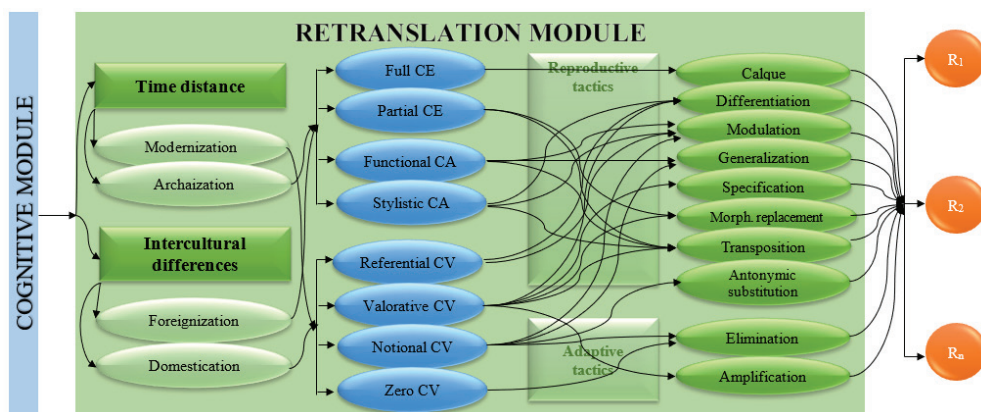 COGNITIVE MODULE
RETRANSLATION MODULE
Time distance
Modernization
Archaization
Intercultural
differences
Foreignization
Domestication
Full CE
Partial CE
Functional CA
Stylistic CA
Referential CV
Valorative CV
Notional CV
Zero CV
Reproductive
tactics
Adaptive
tactics
Calque
Differentiation
Modulation
Generalization
Specification
Morph. replacement
Transposition
Antonymic
substitution
Elimination
Amplification
R1
R2
Rn